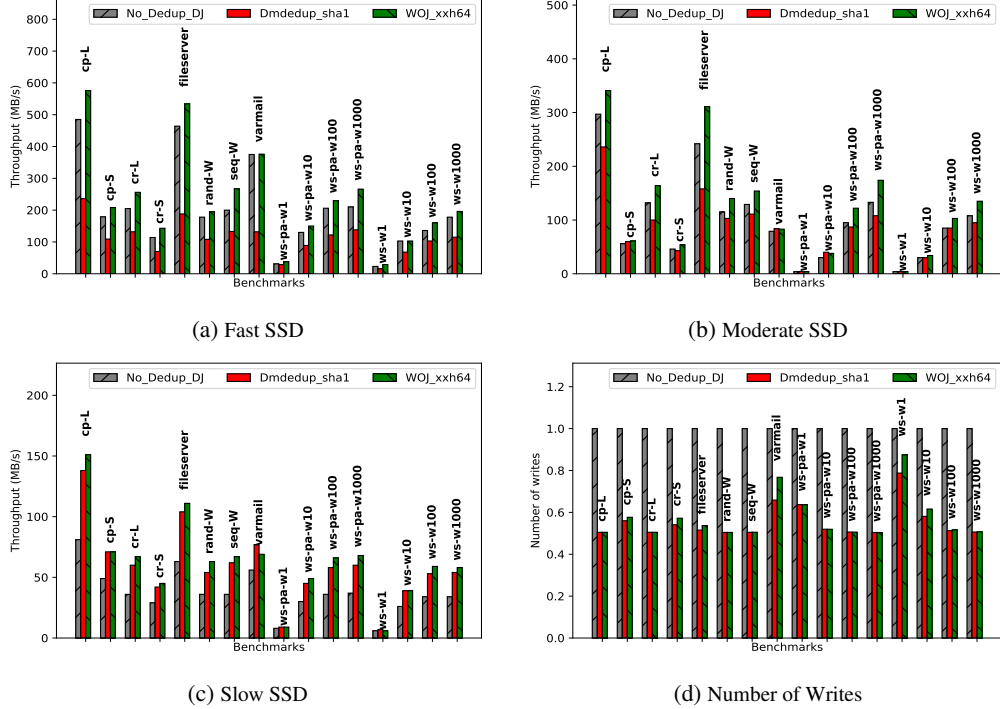 No_Dedup_DJ Dmdedup_sha1 WOJ_xxh64
800
700
600
500
400
300
200
100
0
Throughput (MB/s)
cp-L
cp-S
cr-L
cr-S
fileserver
rand-W
seq-W
varmail
ws-pa-w1
ws-pa-w10
ws-pa-w100
ws-pa-w1000
ws-w1
ws-w10
ws-w100
ws-w1000
Benchmarks
(a) Fast SSD
No_Dedup_DJ Dmdedup_sha1 WOJ_xxh64
500
400
300
200
100
0
Throughput (MB/s)
cp-L
cp-S
cr-L
cr-S
fileserver
rand-W
seq-W
varmail
ws-pa-w1
ws-pa-w10
ws-pa-w100
ws-pa-w1000
ws-w1
ws-w10
ws-w100
ws-w1000
Benchmarks
(b) Moderate SSD
No_Dedup_DJ Dmdedup_sha1 WOJ_xxh64
200
150
100
50
0
Throughput (MB/s)
cp-L
cp-S
cr-L
cr-S
fileserver
rand-W
seq-W
varmail
ws-pa-w1
ws-pa-w10
ws-pa-w100
ws-pa-w1000
ws-w1
ws-w10
ws-w100
ws-w1000
Benchmarks
(c) Slow SSD
No_Dedup_DJ Dmdedup_sha1 WOJ_xxh64
1.2
1.0
0.8
0.6
0.4
0.2
0.0
Number of writes
cp-L
cp-S
cr-L
cr-S
fileserver
rand-W
seq-W
varmail
ws-pa-w1
ws-pa-w10
ws-pa-w100
ws-pa-w1000
ws-w1
ws-w10
ws-w100
ws-w1000
Benchmarks
(d) Number of Writes